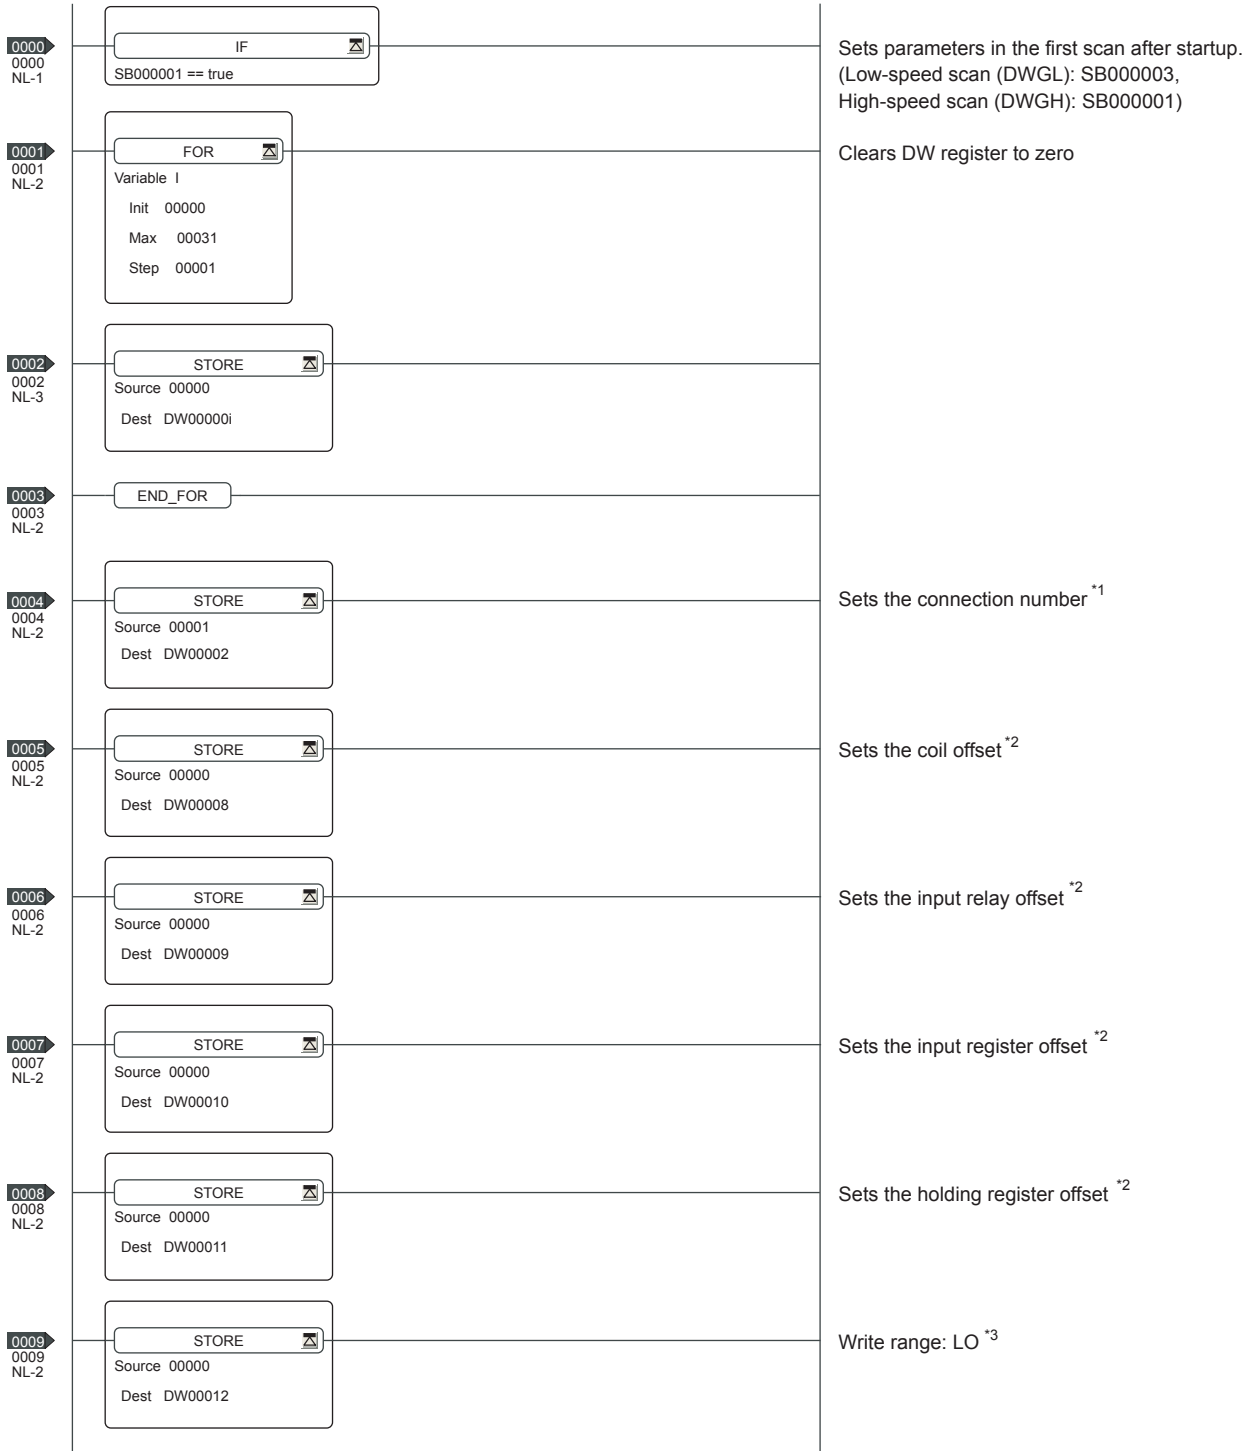 0000
0000
NL-1
IF
SB000001 == true
Sets parameters in the first scan after startup.
(Low-speed scan (DWGL): SB000003,
High-speed scan (DWGH): SB000001)
0001
0001
NL-2
FOR
Variable I
Init 00000
Max 00031
Step 00001
Clears DW register to zero
0002
0002
NL-3
STORE
Source 00000
Dest DW00000i
0003
0003
NL-2
END_FOR
0004
0004
NL-2
STORE
Source 00001
Dest DW00002
Sets the connection number *1
0005
0005
NL-2
STORE
Source 00000
Dest DW00008
Sets the coil offset *2
0006
0006
NL-2
STORE
Source 00000
Dest DW00009
Sets the input relay offset *2
0007
0007
NL-2
STORE
Source 00000
Dest DW00010
Sets the input register offset *2
0008
0008
NL-2
STORE
Source 00000
Dest DW00011
Sets the holding register offset *2
0009
0009
NL-2
STORE
Source 00000
Dest DW00012
Write range: LO *3